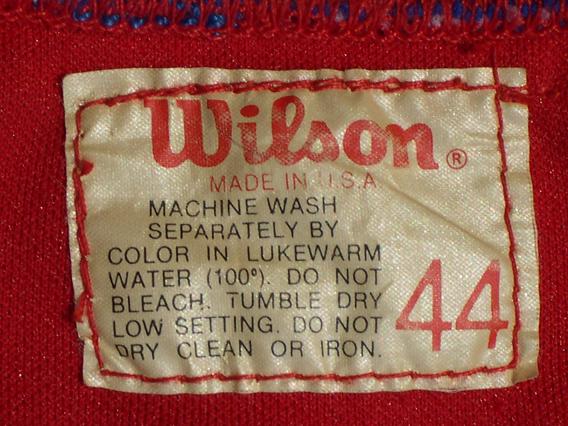 Wilson®
MADE IN U.S.A
MACHINE WASH
SEPARATELY BY
COLOR IN LUKEWARM
WATER (100°). DO NOT
BLEACH. TUMBLE DRY
LOW SETTING. DO NOT
DRY CLEAN OR IRON.
44